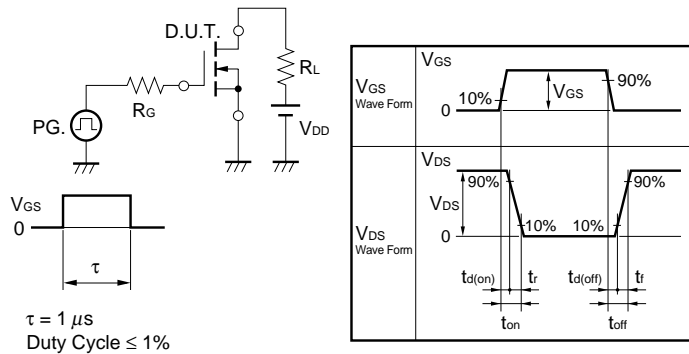 D.U.T.
RL
RG
PG.
VDD
VGS
0
τ
τ = 1 μs
Duty Cycle ≤ 1%
VGS
Wave Form
VGS
10%
VGS
90%
0
VDS
Wave Form
VDS
90%
VDS
10%
10%
90%
0
td(on)
tr
td(off)
tf
ton
toff